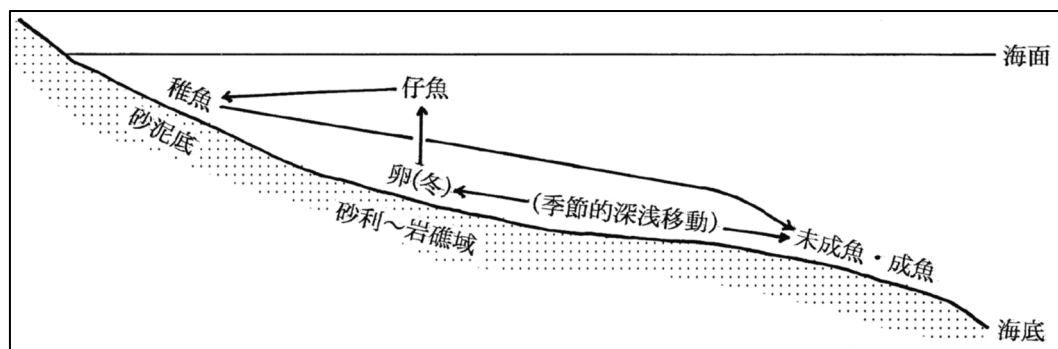 海面
仔魚
稚魚
砂泥底
卵(冬)
(季節的深浅移動)
砂利～岩礁域
未成魚・成魚
海底